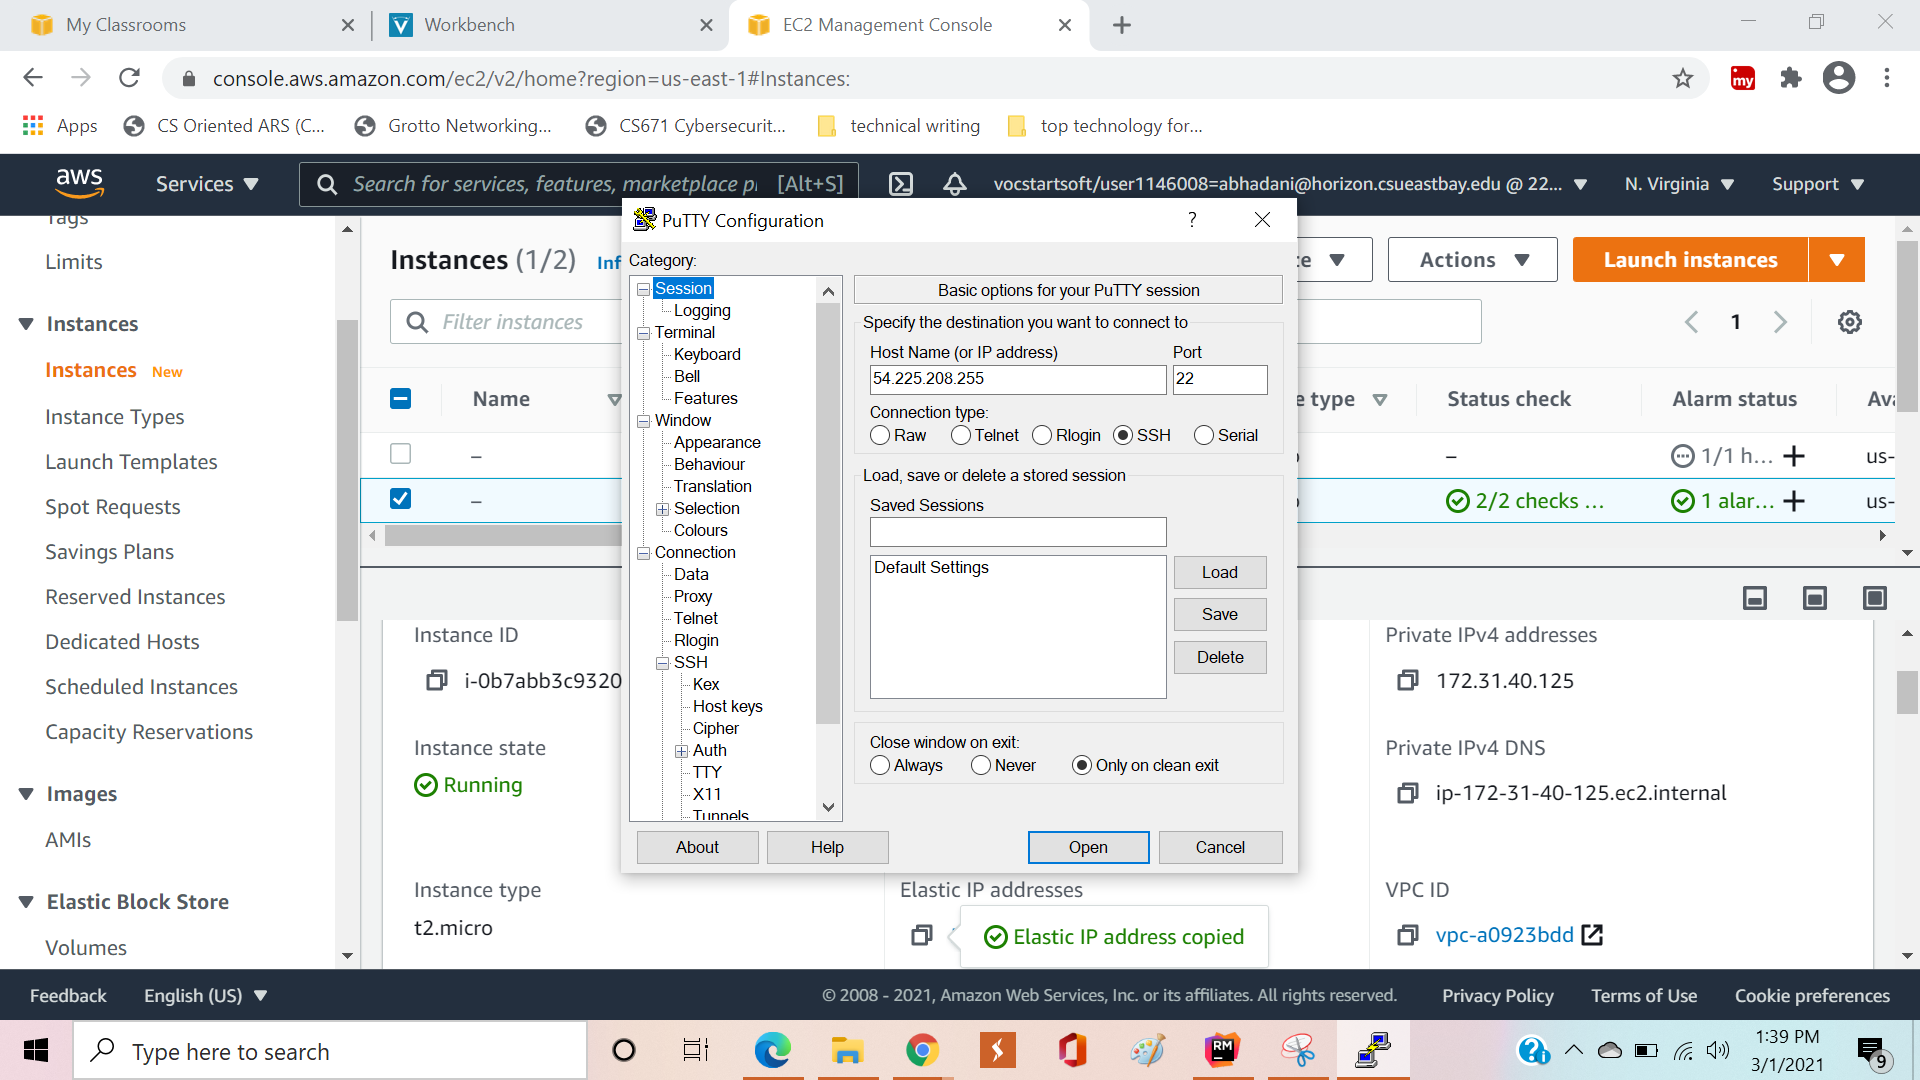 My Classrooms
Workbench
EC2 Management Console
console.aws.amazon.com/ec2/v2/home?region=us-east-1#Instances:
my
Apps
CS Oriented ARS (C...
Grotto Networking...
CS671 Cybersecurit...
technical writing
top technology for...
aws
Services
Search for services, features, marketplace p
[Alt+S]
vocstartsoft/user1146008=abhadani@horizon.csueastbay.edu @ 22...
N. Virginia
Support
Tags
Limits
Instances
Instances New
Instance Types
Launch Templates
Spot Requests
Savings Plans
Reserved Instances
Dedicated Hosts
Scheduled Instances
Capacity Reservations
Images
AMIs
Elastic Block Store
Volumes
Instances (1/2) Inf
Actions
Launch instances
Filter instances
1
Name
e type
Status check
Alarm status
Ava
–
–
1/1 h...
us-
–
2/2 checks ...
1 alar...
us-
Instance ID
i-0b7abb3c9320
Private IPv4 addresses
172.31.40.125
Instance state
Running
Private IPv4 DNS
ip-172-31-40-125.ec2.internal
Instance type
t2.micro
Elastic IP addresses
Elastic IP address copied
VPC ID
vpc-a0923bdd
PuTTY Configuration
?
Category:
Session
Logging
Terminal
Keyboard
Bell
Features
Window
Appearance
Behaviour
Translation
Selection
Colours
Connection
Data
Proxy
Telnet
Rlogin
SSH
Kex
Host keys
Cipher
Auth
TTY
X11
Tunnels
Basic options for your PuTTY session
Specify the destination you want to connect to
Host Name (or IP address)
Port
54.225.208.255
22
Connection type:
Raw
Telnet
Rlogin
SSH
Serial
Load, save or delete a stored session
Saved Sessions
Default Settings
Load
Save
Delete
Close window on exit:
Always
Never
Only on clean exit
About
Help
Open
Cancel
Feedback
English (US)
© 2008 - 2021, Amazon Web Services, Inc. or its affiliates. All rights reserved.
Privacy Policy
Terms of Use
Cookie preferences
Type here to search
RM
1:39 PM
3/1/2021
9